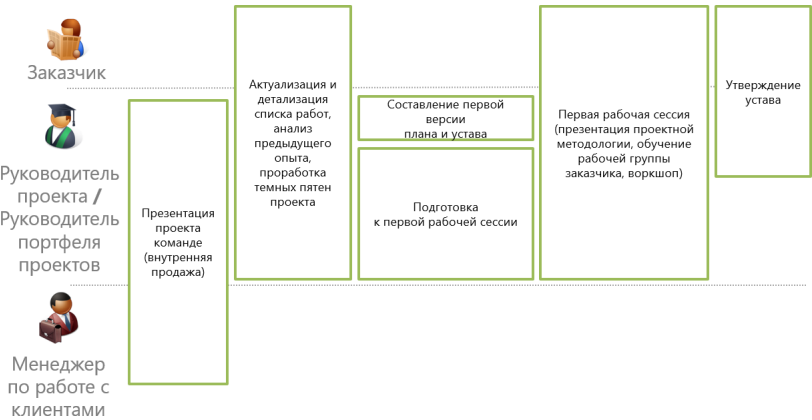 Заказчик
Руководитель
проекта /
Руководитель
портфеля
проектов
Менеджер
по работе с
клиентами
Презентация
проекта
команде
(внутренняя
продажа)
Актуализация и
детализация
списка работ,
анализ
предыдущего
опыта,
проработка
темных пятен
проекта
Составление первой
версии
плана и устава
Подготовка
к первой рабочей сессии
Первая рабочая сессия
(презентация проектной
методологии, обучение
рабочей группы
заказчика, воркшоп)
Утверждение
устава